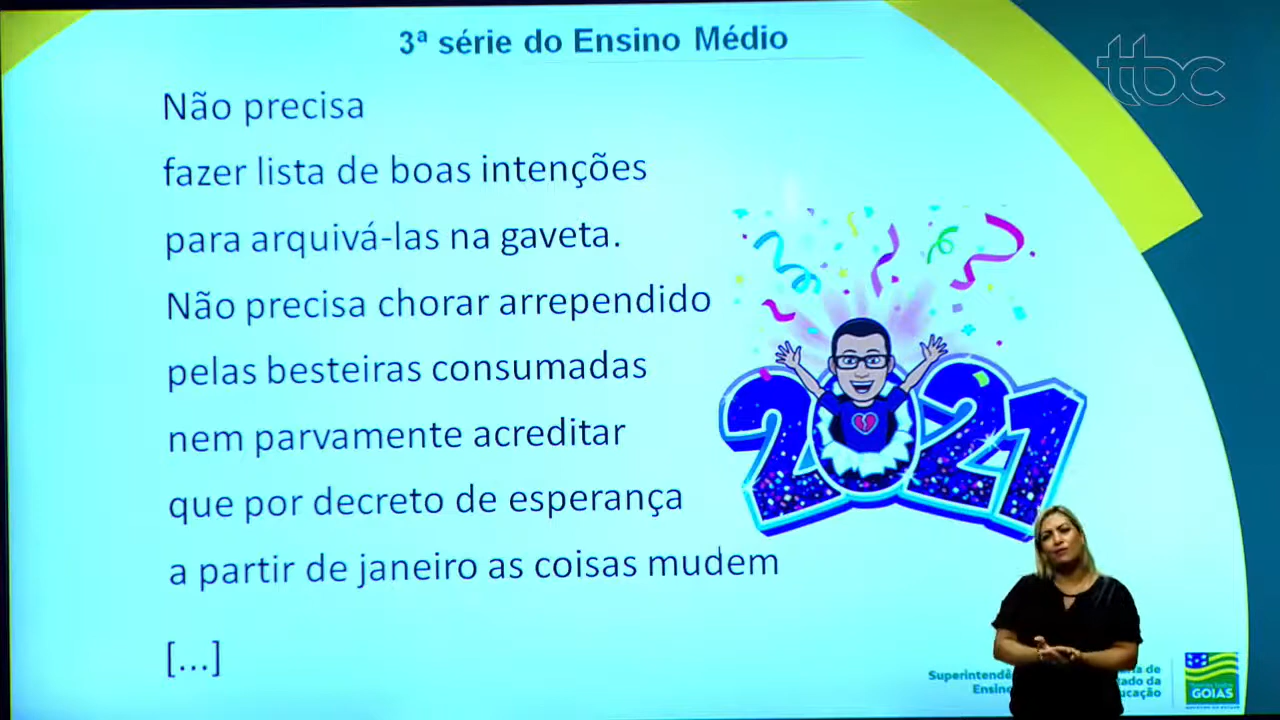 3ª série do Ensino Médio
ttbc
Não precisa
fazer lista de boas intenções
para arquivá-las na gaveta.
Não precisa chorar arrependido
pelas besteiras consumadas
nem parvamente acreditar
que por decreto de esperança
a partir de janeiro as coisas mudem
[...]
2021
GOIÁS